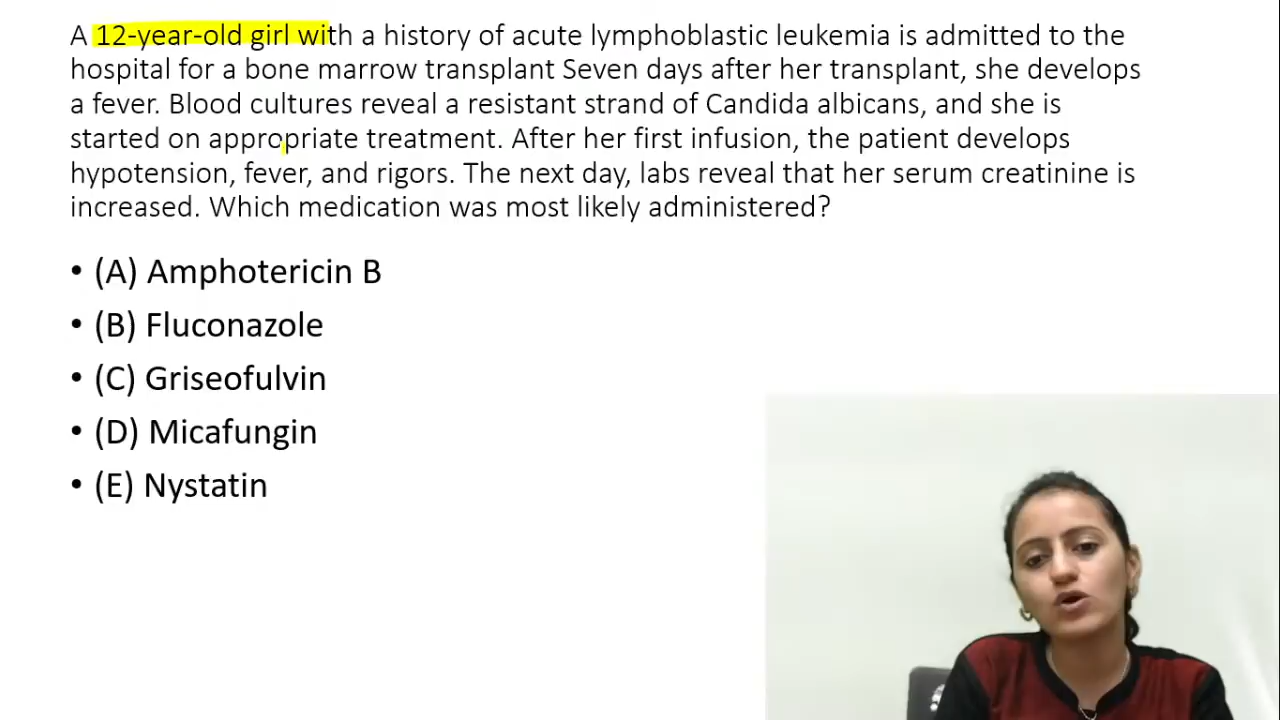 A 12-year-old girl with a history of acute lymphoblastic leukemia is admitted to the
hospital for a bone marrow transplant Seven days after her transplant, she develops
a fever. Blood cultures reveal a resistant strand of Candida albicans, and she is
started on appropriate treatment. After her first infusion, the patient develops
hypotension, fever, and rigors. The next day, labs reveal that her serum creatinine is
increased. Which medication was most likely administered?
• (A) Amphotericin B
• (B) Fluconazole
• (C) Griseofulvin
• (D) Micafungin
• (E) Nystatin